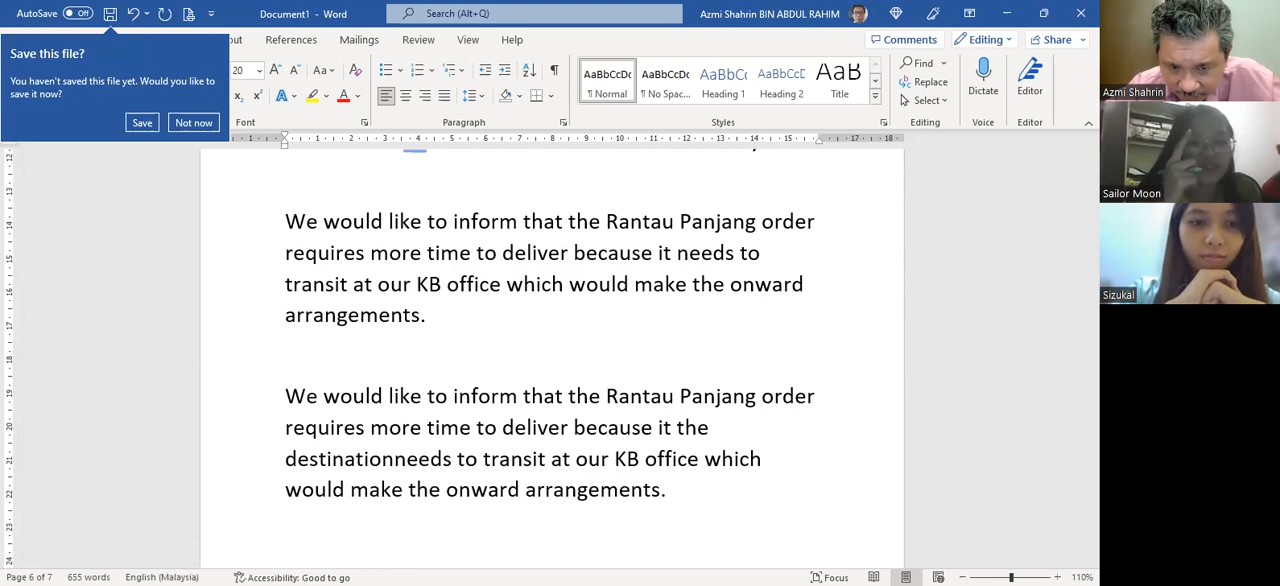 AutoSave Off Document1 - Word Search (Alt+Q) Azmi Shahrin BIN ABDUL RAHIM
Save this file?
You haven't saved this file yet. Would you like to
save it now?
Save Not now
out References Mailings Review View Help Comments Editing Share
20 Aa
AaBbCcDc AaBbCcDc AaBbCc AaBbCcD AaB
¶ Normal ¶ No Spac... Heading 1 Heading 2 Title
Find
Replace
Select
Dictate
Editor
Font Paragraph Styles Editing Voice Editor
We would like to inform that the Rantau Panjang order
requires more time to deliver because it needs to
transit at our KB office which would make the onward
arrangements.
We would like to inform that the Rantau Panjang order
requires more time to deliver because it the
destinationneeds to transit at our KB office which
would make the onward arrangements.
Page 6 of 7 655 words English (Malaysia) Accessibility: Good to go Focus 110%
Azmi Shahrin
Sailor Moon
Sizukal